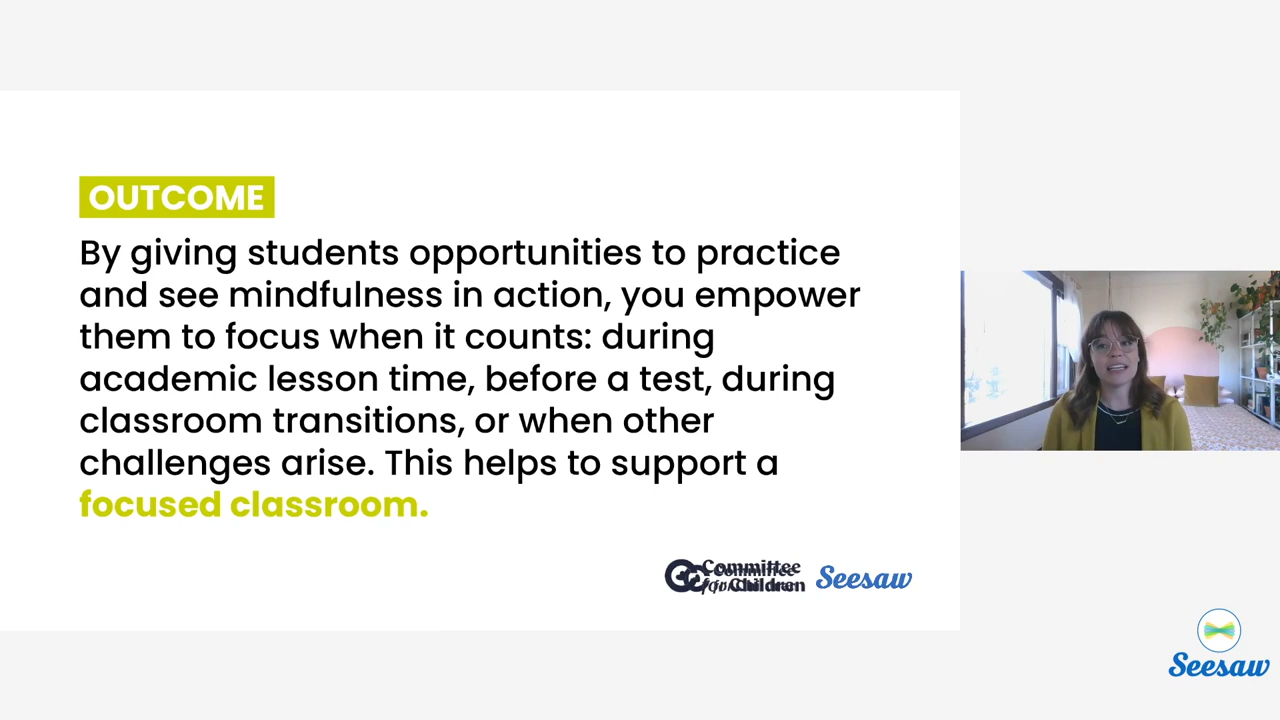 OUTCOME
By giving students opportunities to practice
and see mindfulness in action, you empower
them to focus when it counts: during
academic lesson time, before a test, during
classroom transitions, or when other
challenges arise. This helps to support a
focused classroom.
Committee
for Children
Seesaw
Seesaw